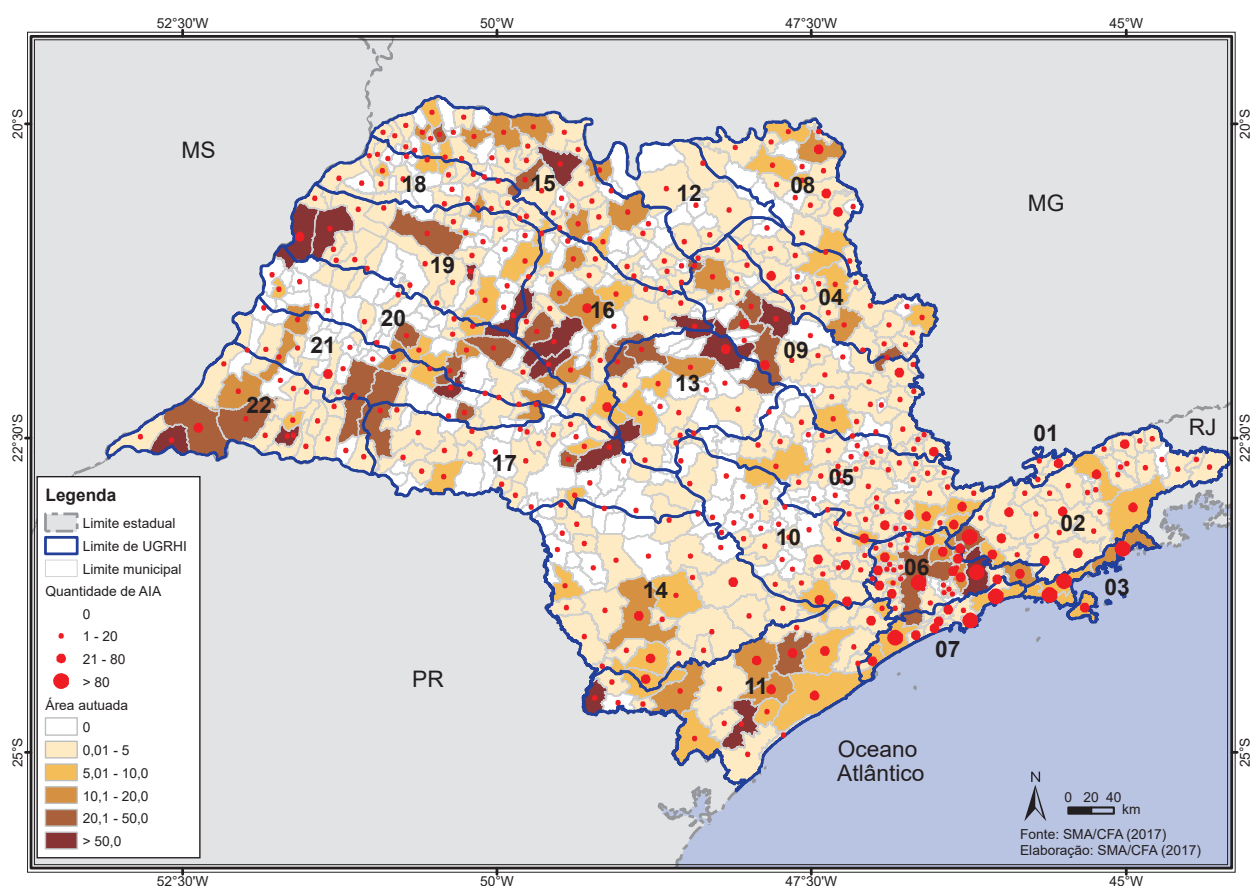 52°30'W
50°W
47°30'W
45°W
20°S
20°S
MS
MG
18
15
12
08
19
04
16
20
09
21
13
22
22°30'S
22°30'S
RJ
01
17
05
02
10
06
03
14
07
11
PR
25°S
25°S
Oceano
Atlântico
Legenda
Limite estadual
Limite de UGRHI
Limite municipal
Quantidade de AIA
0
1 - 20
21 - 80
> 80
Área autuada
0
0,01 - 5
5,01 - 10,0
10,1 - 20,0
20,1 - 50,0
> 50,0
N
0 20 40
km
Fonte: SMA/CFA (2017)
Elaboração: SMA/CFA (2017)
52°30'W
50°W
47°30'W
45°W